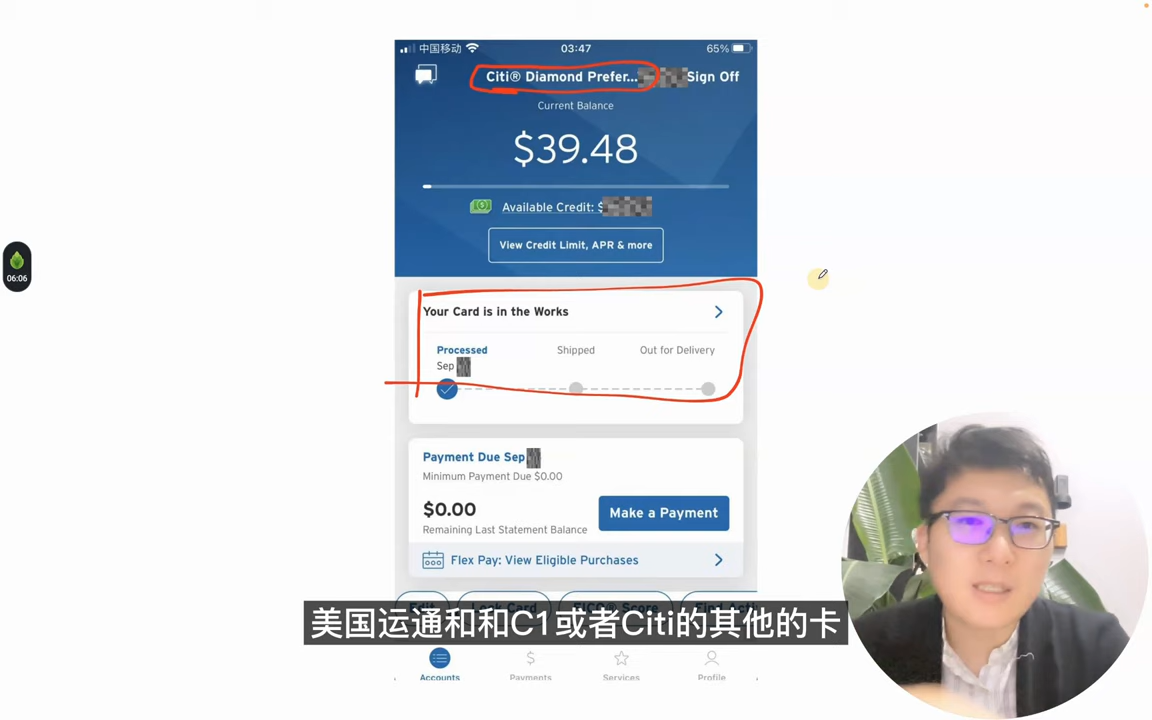 中国移动
03:47
65%
Citi® Diamond Prefer...
Sign Off
Current Balance
$39.48
Available Credit: $
View Credit Limit, APR & more
Your Card is in the Works
Processed
Shipped
Out for Delivery
Sep
06:06
Payment Due Sep
Minimum Payment Due $0.00
$0.00
Make a Payment
Remaining Last Statement Balance
Flex Pay: View Eligible Purchases
美国运通和和C1或者Citi的其他的卡
Accounts
Payments
Services
Profile